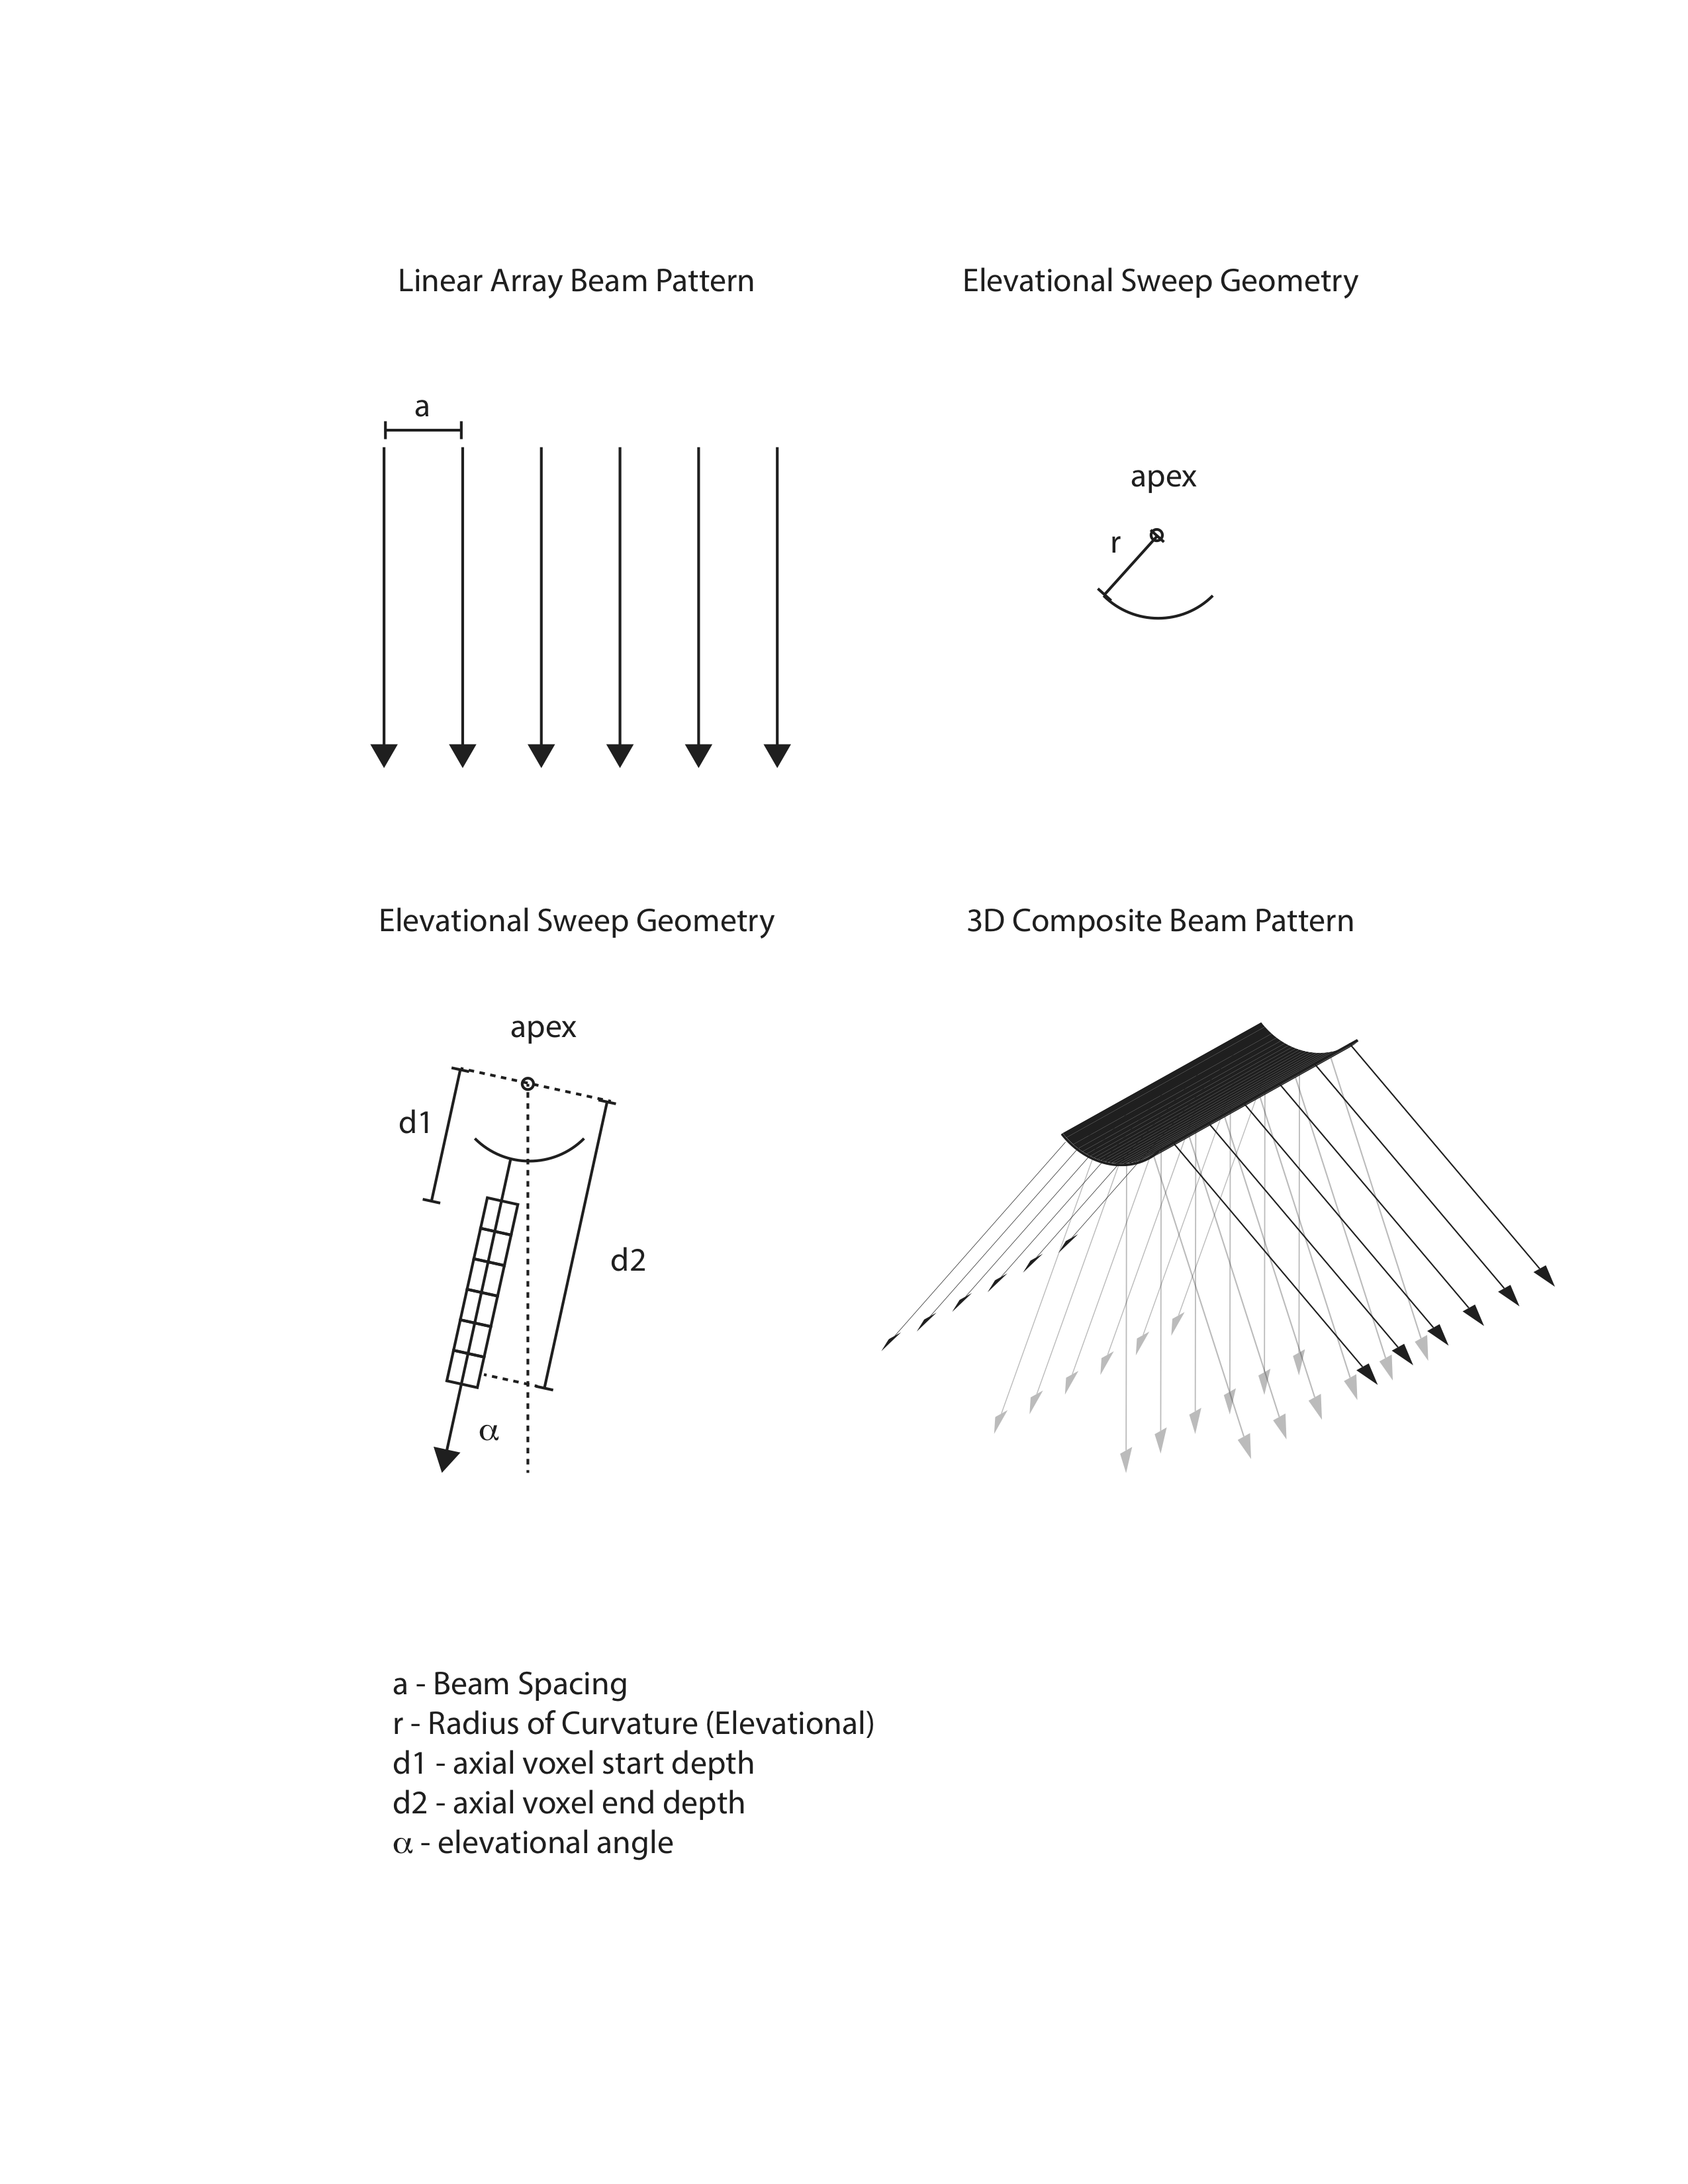 Linear Array Beam Pattern
Elevational Sweep Geometry
a
apex
r
Elevational Sweep Geometry
3D Composite Beam Pattern
apex
d1
d2
α
a - Beam Spacing
r - Radius of Curvature (Elevational)
d1 - axial voxel start depth
d2 - axial voxel end depth
α - elevational angle